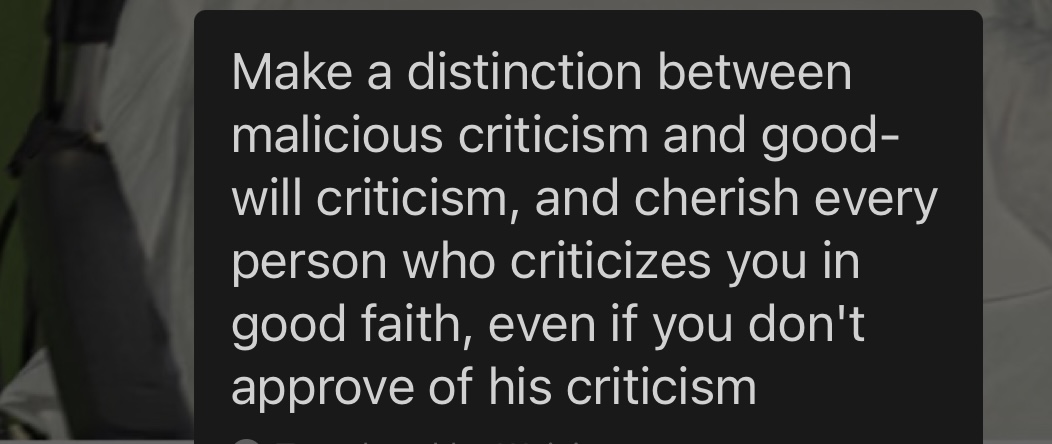 Make a distinction between
malicious criticism and good-
will criticism, and cherish every
person who criticizes you in
good faith, even if you don't
approve of his criticism